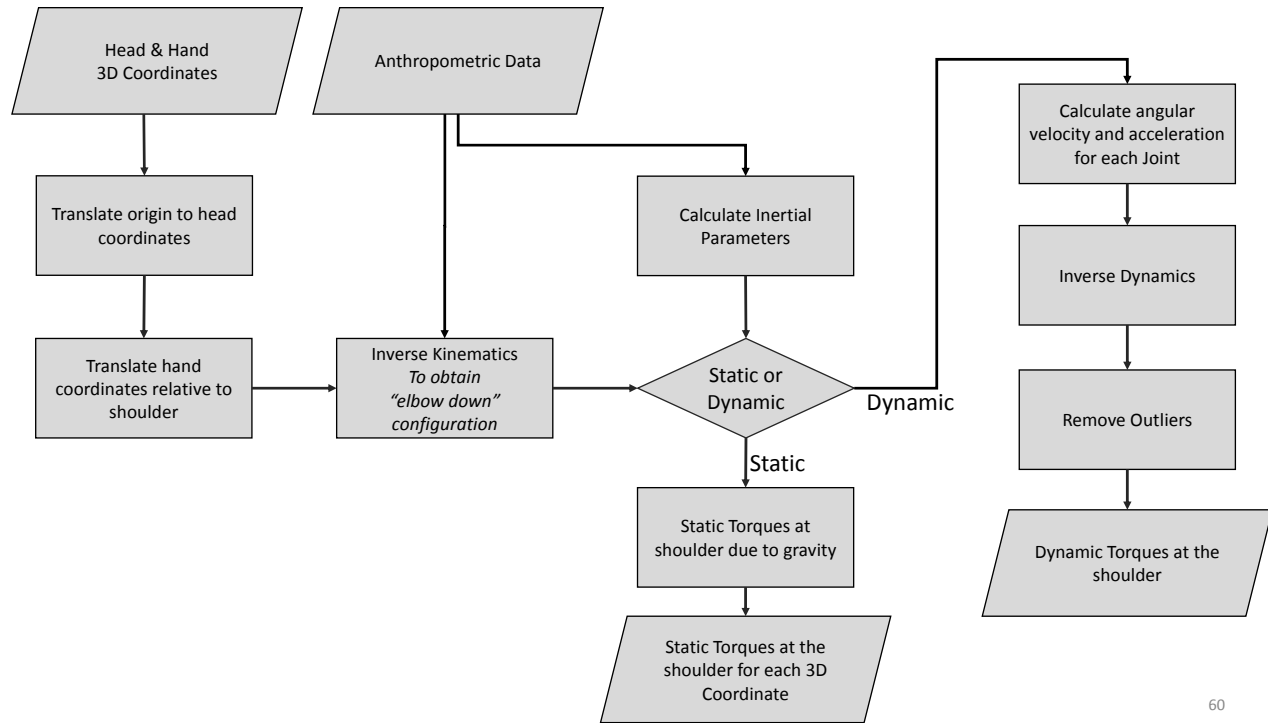 Head & Hand
3D Coordinates
Anthropometric Data
Translate origin to head
coordinates
Calculate Inertial
Parameters
Translate hand
coordinates relative to
shoulder
Inverse Kinematics
To obtain
“elbow down”
configuration
Static or
Dynamic
Dynamic
Static
Static Torques at
shoulder due to gravity
Static Torques at the
shoulder for each 3D
Coordinate
Calculate angular
velocity and acceleration
for each Joint
Inverse Dynamics
Remove Outliers
Dynamic Torques at the
shoulder
60